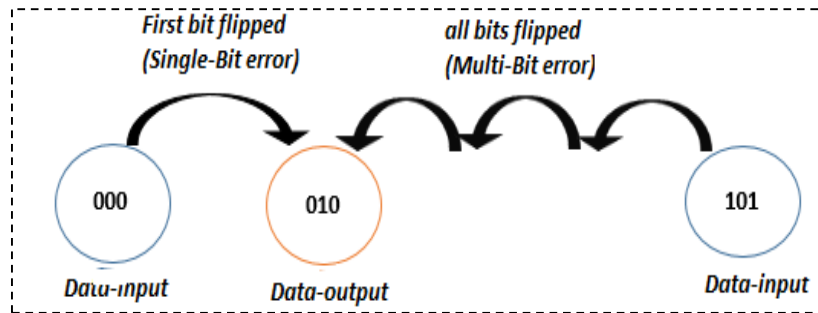 First bit flipped
(Single-Bit error)
all bits flipped
(Multi-Bit error)
000
010
101
Data-input
Data-output
Data-input